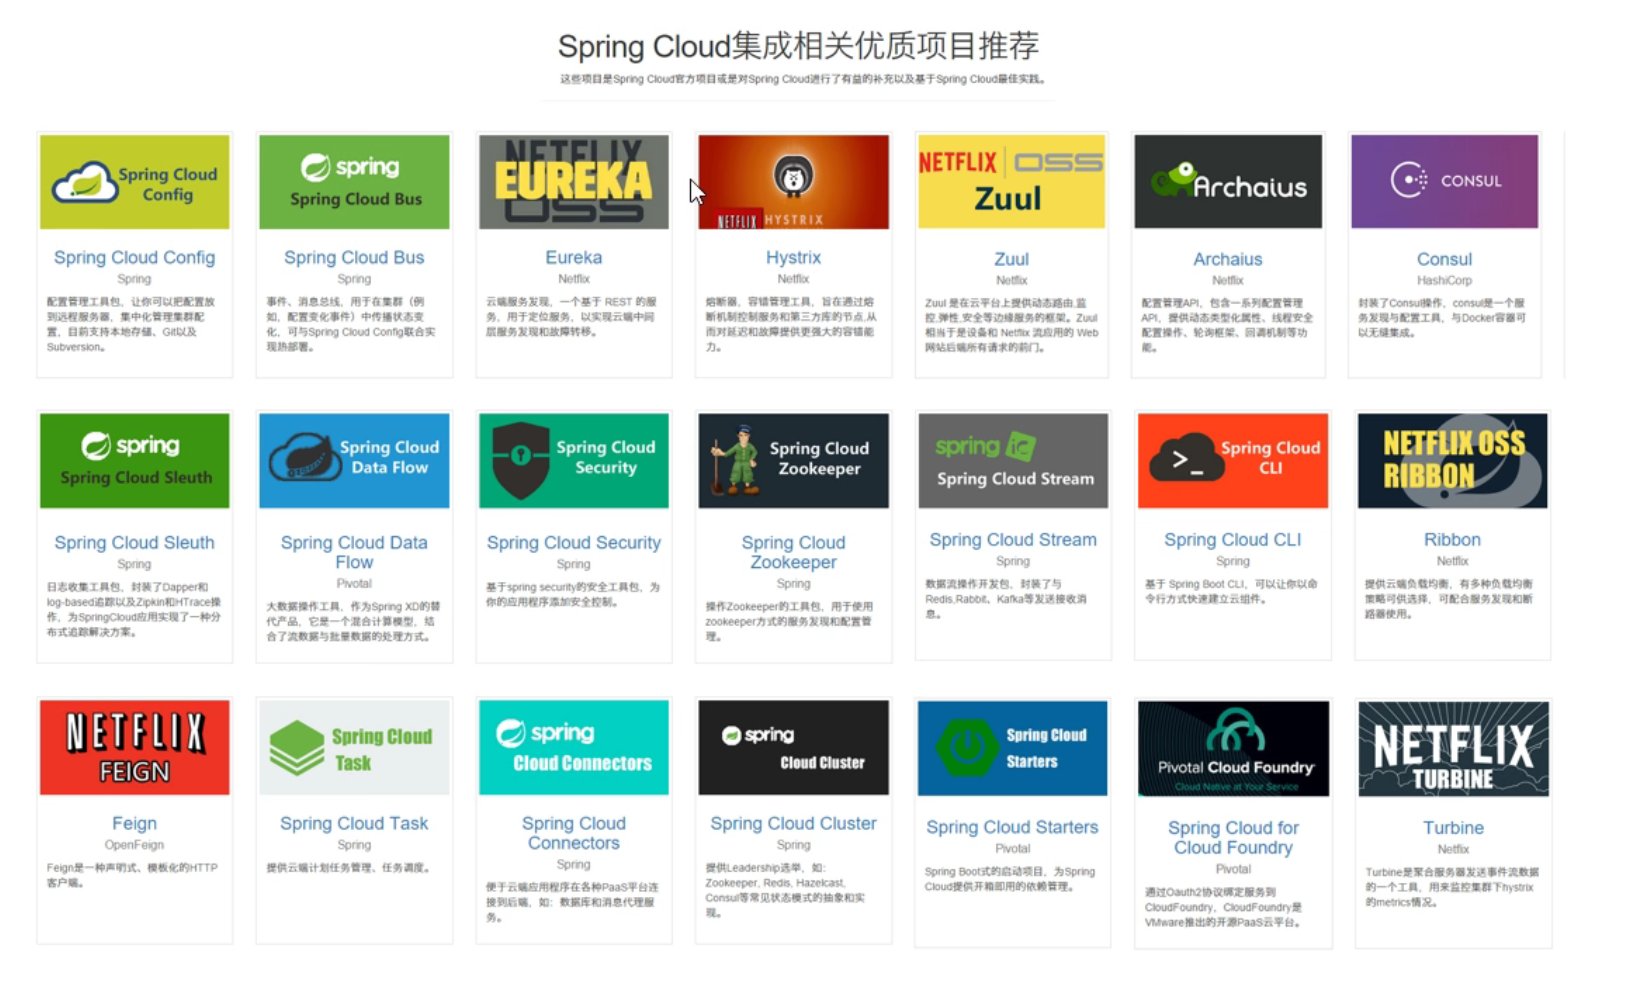 Spring Cloud集成相关优质项目推荐
这些项目是Spring Cloud官方项目或是对Spring Cloud进行了有益的补充以及基于Spring Cloud最佳实践。
Spring Cloud
Config
Spring Cloud Config
Spring
配置管理工具包，让你可以把配置放
到远程服务器，集中化管理集群配
置，目前支持本地存储、Git以及
Subversion。
spring
Spring Cloud Bus
Spring Cloud Bus
Spring
事件、消息总线，用于在集群（例
如，配置变化事件）中传播状态变
化，可与Spring Cloud Config联合实
现热部署。
NETFLIX
EUREKA
OSS
Eureka
Netflix
云端服务发现，一个基于 REST 的服
务，用于定位服务，以实现云端中间
层服务发现和故障转移。
NETFLIX HYSTRIX
Hystrix
Netflix
熔断器，容错管理工具，旨在通过熔
断机制控制服务和第三方库的节点,从
而对延迟和故障提供更强大的容错能
力。
NETFLIX OSS
Zuul
Zuul
Netflix
Zuul 是在云平台上提供动态路由,监
控,弹性,安全等边缘服务的框架。Zuul
相当于是设备和 Netflix 流应用的 Web
网站后端所有请求的前门。
Archaius
Archaius
Netflix
配置管理API，包含一系列配置管理
API，提供动态类型化属性、线程安全
配置操作、轮询框架、回调机制等功
能。
CONSUL
Consul
HashiCorp
封装了Consul操作，consul是一个服
务发现与配置工具，与Docker容器可
以无缝集成。
spring
Spring Cloud Sleuth
Spring Cloud Sleuth
Spring
日志收集工具包，封装了Dapper和
log-based追踪以及Zipkin和HTrace操
作，为SpringCloud应用实现了一种分
布式追踪解决方案。
Spring Cloud
Data Flow
Spring Cloud Data
Flow
Pivotal
大数据操作工具，作为Spring XD的替
代产品，它是一个混合计算模型，结
合了流数据与批量数据的处理方式。
Spring Cloud
Security
Spring Cloud Security
Spring
基于spring security的安全工具包，为
你的应用程序添加安全控制。
Spring Cloud
Zookeeper
Spring Cloud
Zookeeper
Spring
操作Zookeeper的工具包，用于使用
zookeeper方式的服务发现和配置管
理。
spring
Spring Cloud Stream
Spring Cloud Stream
Spring
数据流操作开发包，封装了与
Redis,Rabbit、Kafka等发送接收消
息。
>_
Spring Cloud
CLI
Spring Cloud CLI
Spring
基于 Spring Boot CLI，可以让你以命
令行方式快速建立云组件。
NETFLIX OSS
RIBBON
Ribbon
Netflix
提供云端负载均衡，有多种负载均衡
策略可供选择，可配合服务发现和断
路器使用。
NETFLIX
FEIGN
Feign
OpenFeign
Feign是一种声明式、模板化的HTTP
客户端。
Spring Cloud
Task
Spring Cloud Task
Spring
提供云端计划任务管理、任务调度。
spring
Cloud Connectors
Spring Cloud
Connectors
Spring
便于云端应用程序在各种PaaS平台连
接到后端，如：数据库和消息代理服
务。
spring
Cloud Cluster
Spring Cloud Cluster
Spring
提供Leadership选举，如：
Zookeeper, Redis, Hazelcast,
Consul等常见状态模式的抽象和实
现。
Spring Cloud
Starters
Spring Cloud Starters
Pivotal
Spring Boot式的启动项目，为Spring
Cloud提供开箱即用的依赖管理。
Pivotal Cloud Foundry
Cloud Native at Your Service
Spring Cloud for
Cloud Foundry
Pivotal
通过Oauth2协议绑定服务到
CloudFoundry，CloudFoundry是
VMware推出的开源PaaS云平台。
NETFLIX
TURBINE
Turbine
Netflix
Turbine是聚合服务器发送事件流数据
的一个工具，用来监控集群下hystrix
的metrics情况。